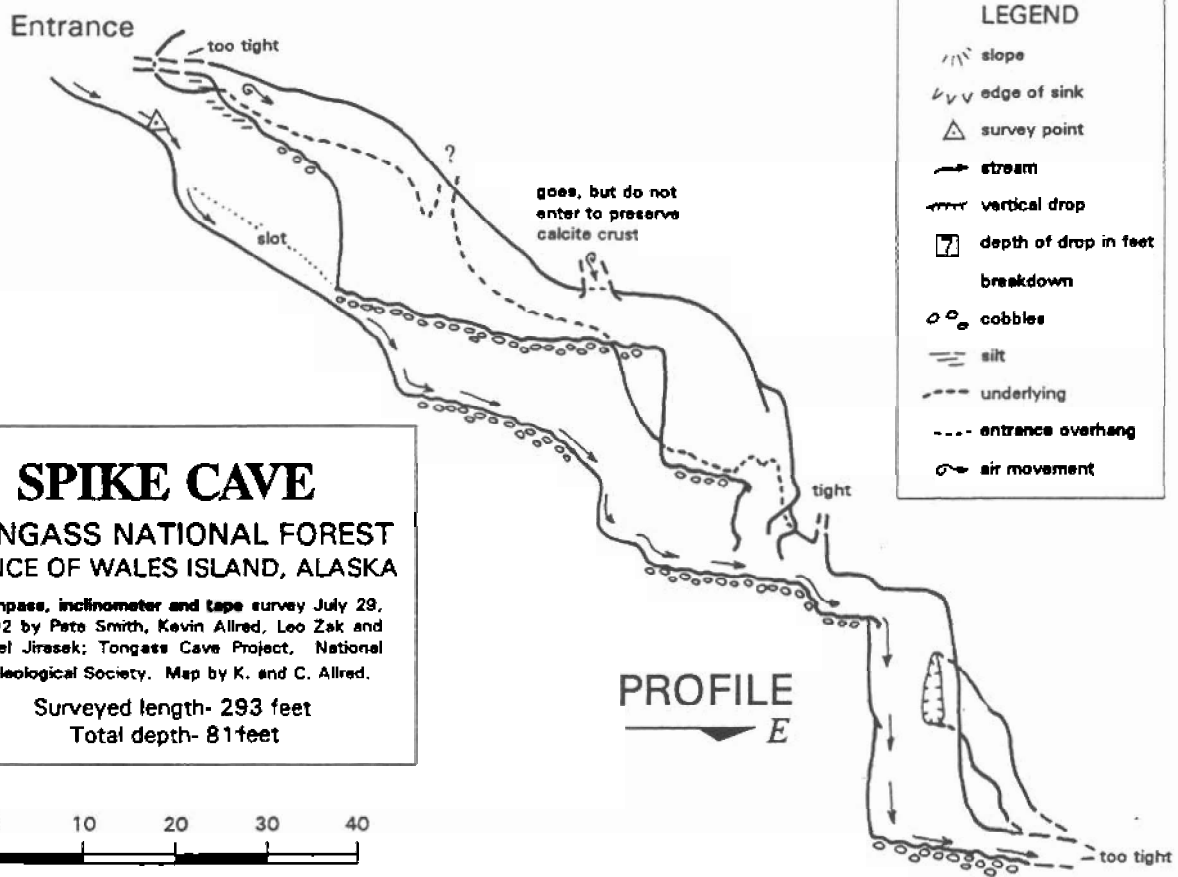 Entrance
too tight
?
goes, but do not
enter to preserve
calcite crust
slot
tight
LEGEND
slope
edge of sink
survey point
stream
vertical drop
? depth of drop in feet
breakdown
cobbles
silt
underlying
entrance overhang
air movement
SPIKE CAVE
NGASS NATIONAL FOREST
NCE OF WALES ISLAND, ALASKA
mpass, inclinometer and tape survey July 29,
2 by Pete Smith, Kevin Allred, Leo Zak and
el Jirasek; Tongass Cave Project, National
leological Society. Map by K. and C. Allred.
Surveyed length- 293 feet
Total depth- 81feet
PROFILE
E
10 20 30 40
too tight